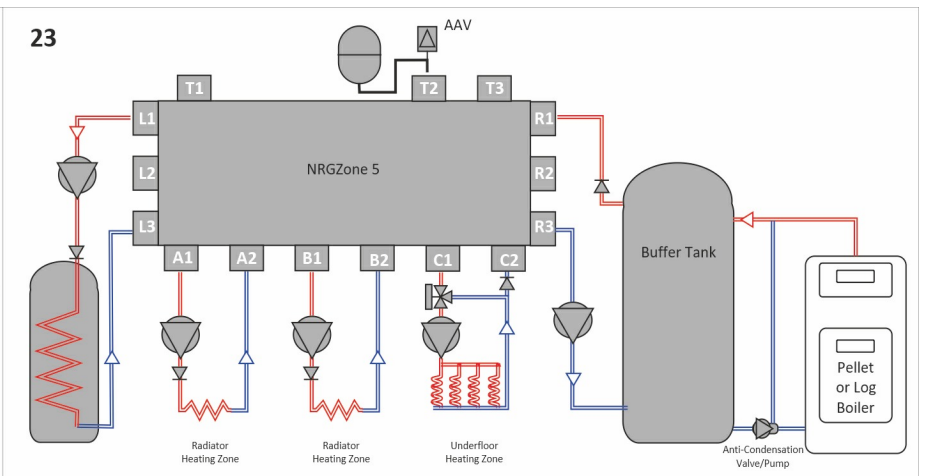 23
AAV
T1
T2
T3
L1
R1
L2
NRGZone 5
R2
L3
R3
A1
A2
B1
B2
C1
C2
Buffer Tank
Pellet
or Log
Boiler
Radiator
Heating Zone
Radiator
Heating Zone
Underfloor
Heating Zone
Anti-Condensation
Valve/Pump